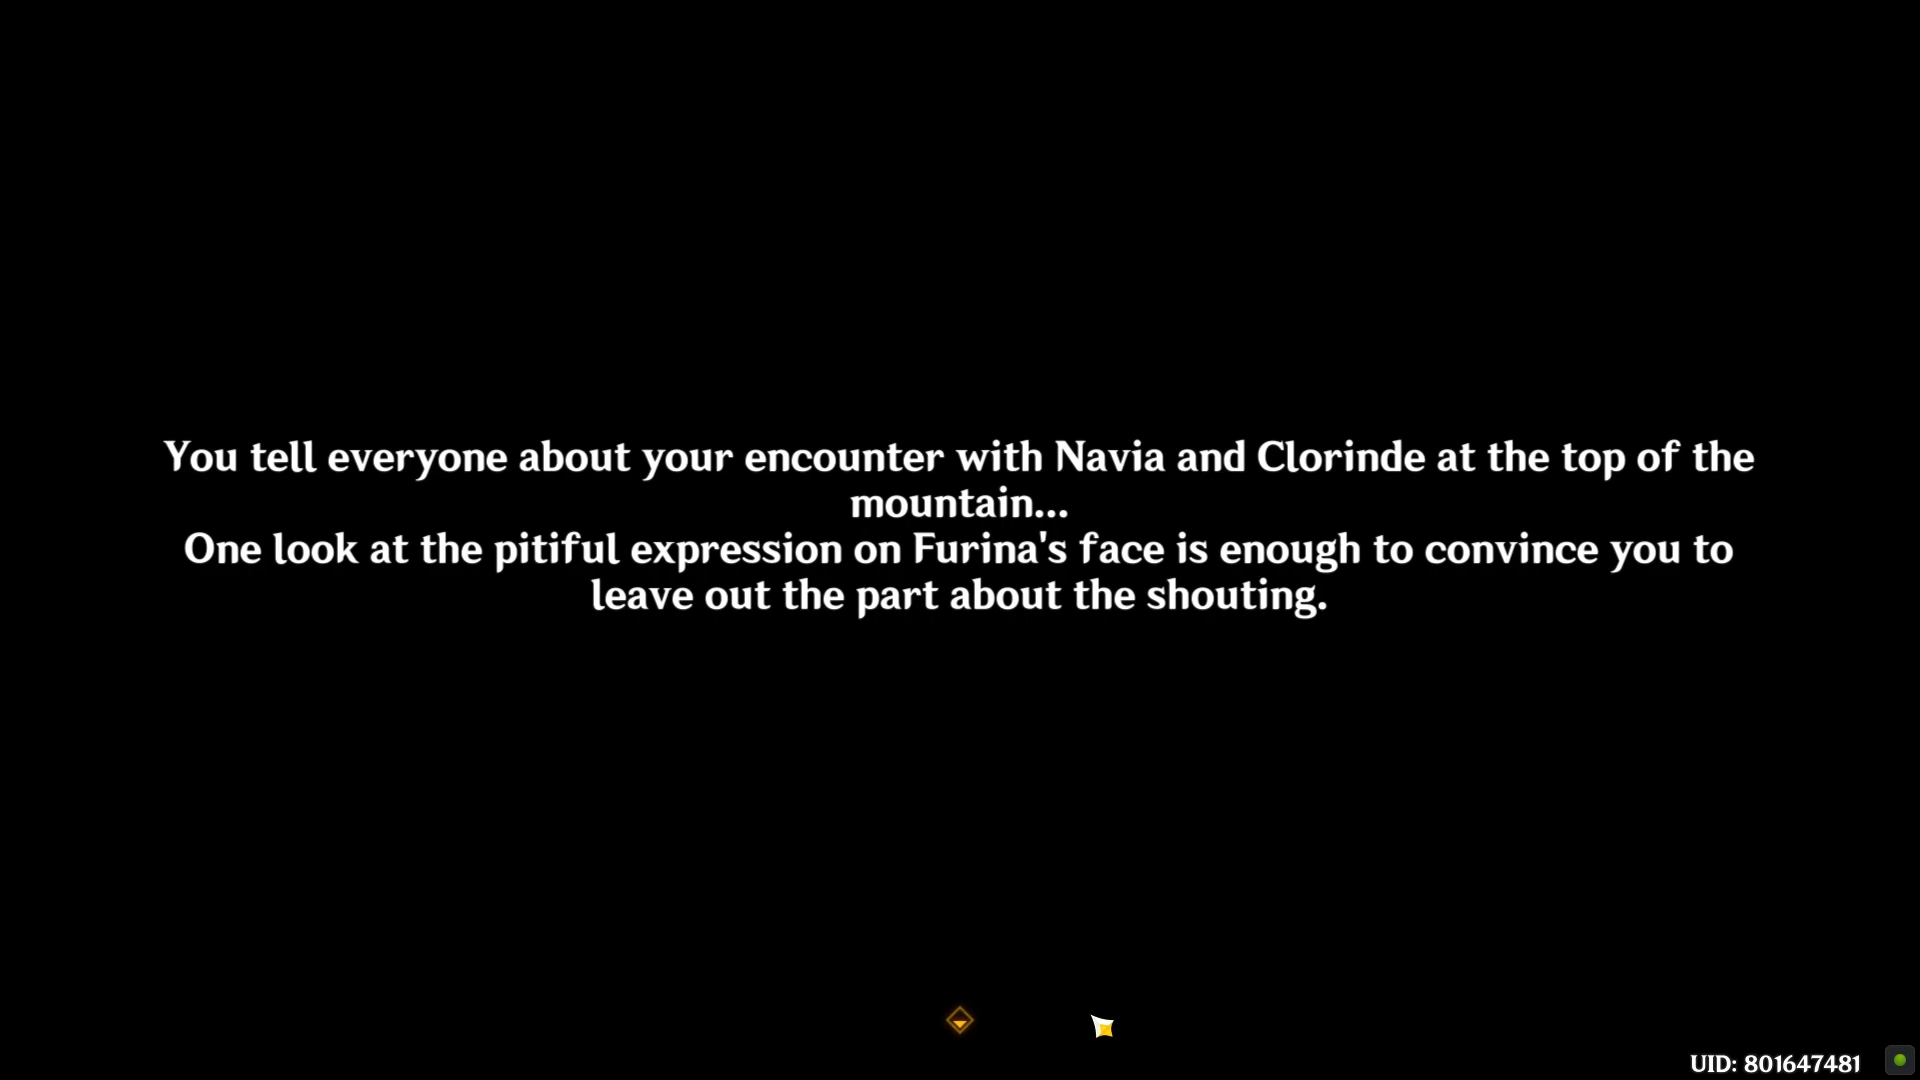 You tell everyone about your encounter with Navia and Clorinde at the top of the
mountain...
One look at the pitiful expression on Furina's face is enough to convince you to
leave out the part about the shouting.
UID: 801647481